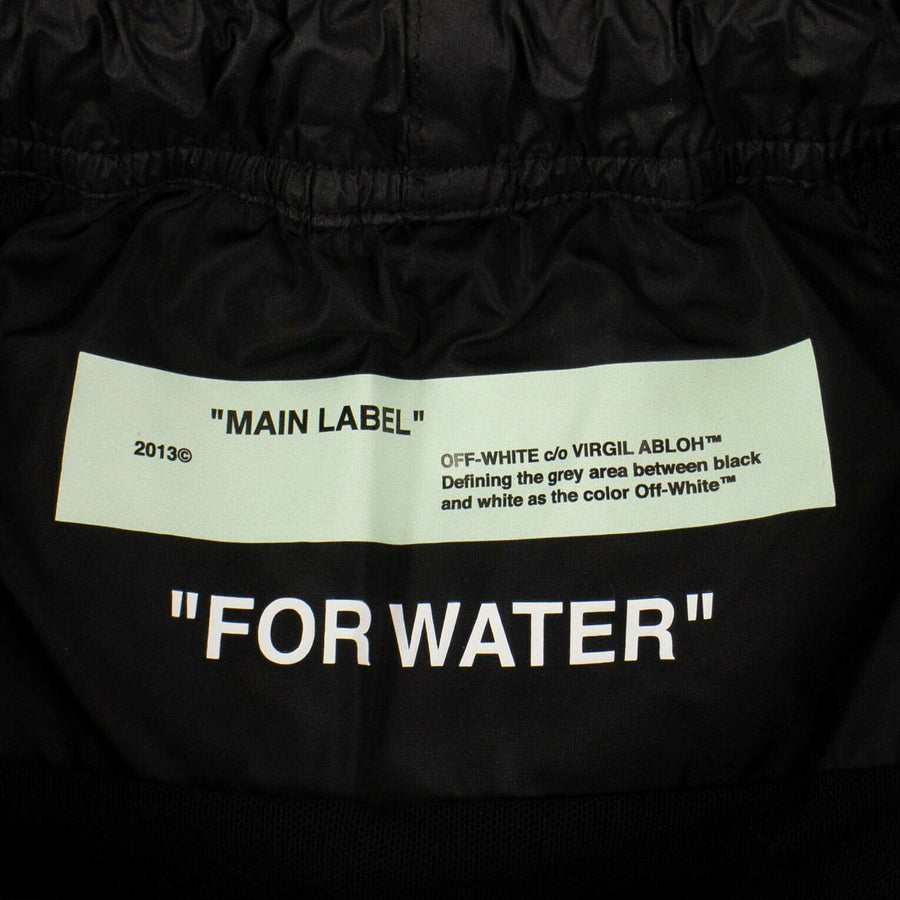 "MAIN LABEL"
2013©
OFF-WHITE c/o VIRGIL ABLOH™
Defining the grey area between black
and white as the color Off-White™
"FOR WATER"